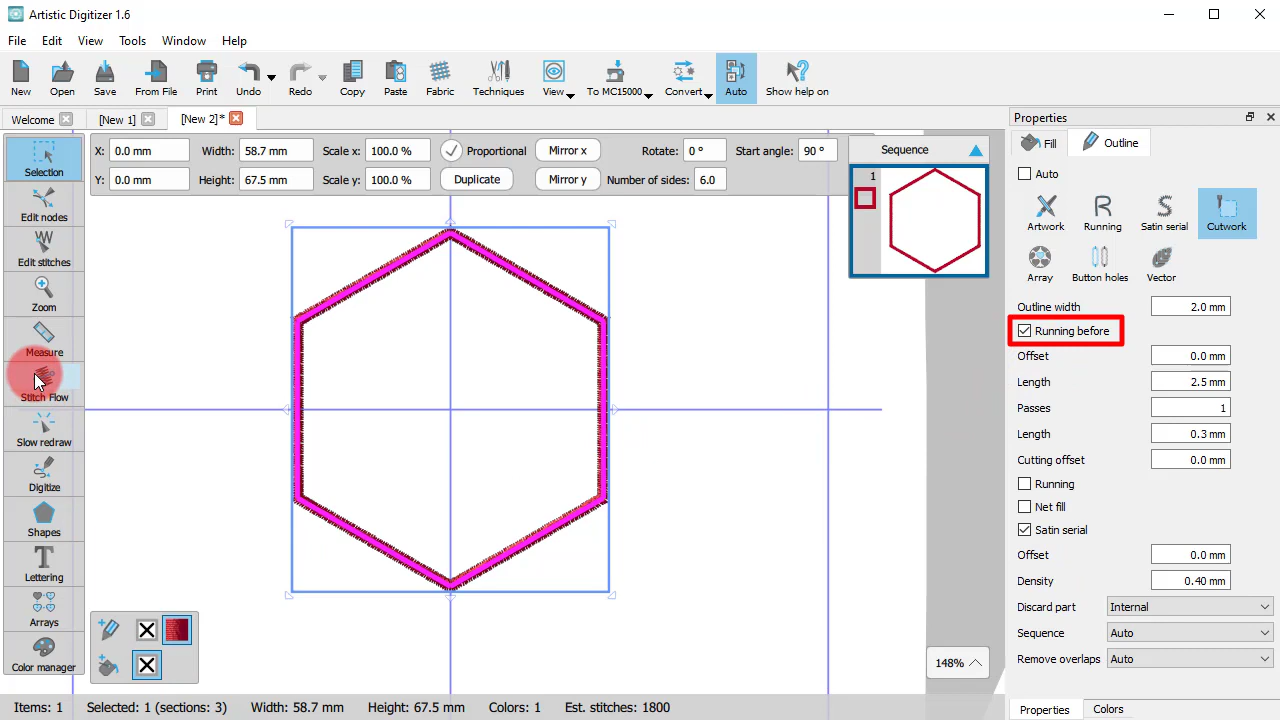 Artistic Digitizer 1.6
File Edit View Tools Window Help
New Open Save From File Print Undo Redo Copy Paste Fabric Techniques View To MC15000 Convert Auto Show help on
Welcome [New 1] [New 2]*
X: 0.0 mm Width: 58.7 mm Scale x: 100.0 % Proportional Mirror x Rotate: 0 ° Start angle: 90 °
Y: 0.0 mm Height: 67.5 mm Scale y: 100.0 % Duplicate Mirror y Number of sides: 6.0
Selection
Edit nodes
Edit stitches
Zoom
Measure
Stitch Flow
Slow redraw
Digitize
Shapes
Lettering
Arrays
Color manager
Sequence
1
148%
Properties
Fill Outline
Auto
Artwork Running Satin serial Cutwork
Array Button holes Vector
Outline width 2.0 mm
Running before
Offset 0.0 mm
Length 2.5 mm
Passes 1
Length 0.3 mm
Cutting offset 0.0 mm
Running
Net fill
Satin serial
Offset 0.0 mm
Density 0.40 mm
Discard part Internal
Sequence Auto
Remove overlaps Auto
Properties Colors
Items: 1 Selected: 1 (sections: 3) Width: 58.7 mm Height: 67.5 mm Colors: 1 Est. stitches: 1800